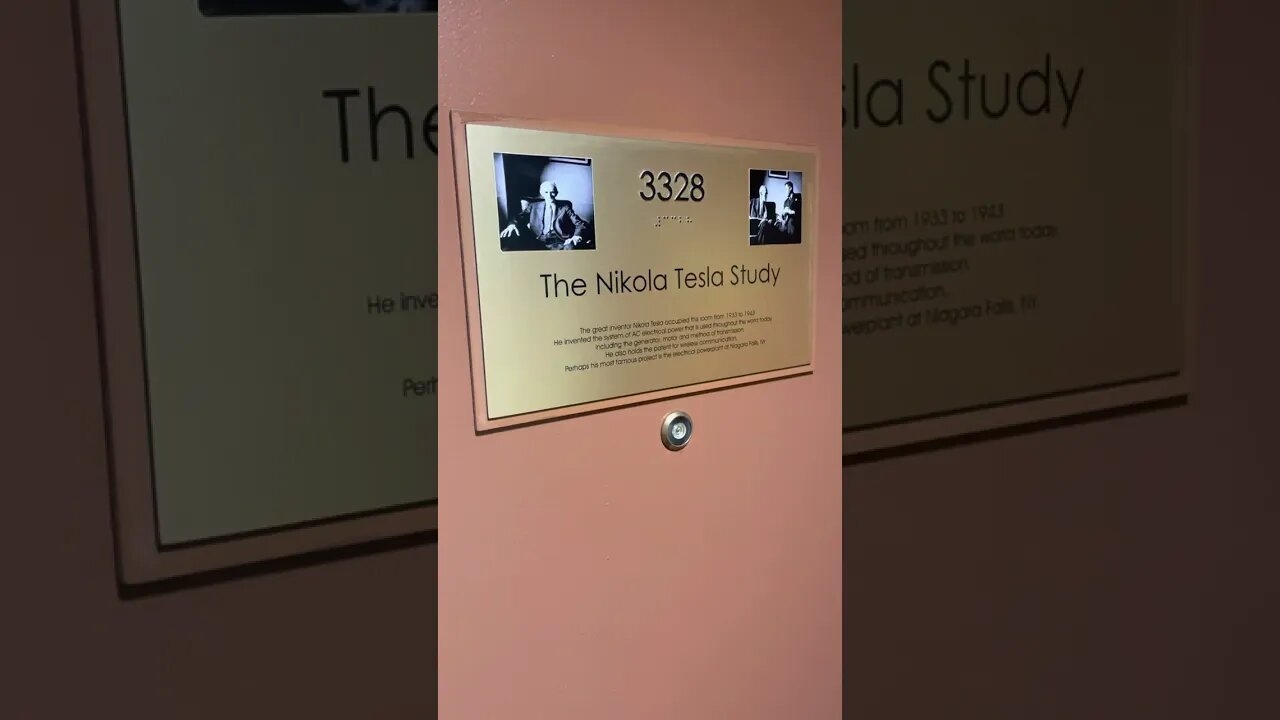 3328
The Nikola Tesla Study
The great inventor Nikola Tesla occupied this room from 1933 to 1943
He invented the system of AC electrical power that is used throughout the world today
including the generator, motor and method of transmission.
He also holds the patent for wireless communication.
Perhaps his most famous project is the electrical powerplant at Niagara Falls, NY